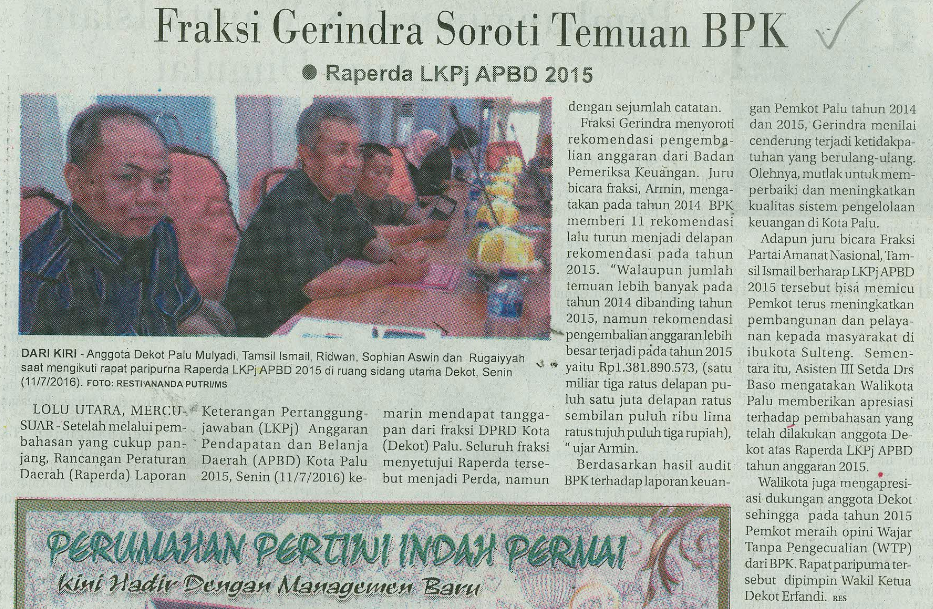 Fraksi Gerindra Soroti Temuan BPK
● Raperda LKPj APBD 2015
DARI KIRI - Anggota Dekot Palu Mulyadi, Tamsil Ismail, Ridwan, Sophian Aswin dan Rugaiyyah
saat mengikuti rapat paripurna Raperda LKPj APBD 2015 di ruang sidang utama Dekot, Senin
(11/7/2016). FOTO: RESTI ANANDA PUTRI/MS
LOLU UTARA, MERCU-
SUAR - Setelah melalui pem-
bahasan yang cukup pan-
jang, Rancangan Peraturan
Daerah (Raperda) Laporan
Keterangan Pertanggung-
jawaban (LKPj) Anggaran
Pendapatan dan Belanja
Daerah (APBD) Kota Palu
2015, Senin (11/7/2016) ke-
marin mendapat tangga-
pan dari fraksi DPRD Kota
(Dekot) Palu. Seluruh fraksi
menyetujui Raperda terse-
but menjadi Perda, namun
dengan sejumlah catatan.
Fraksi Gerindra menyoroti
rekomendasi pengemba-
lian anggaran dari Badan
Pemeriksa Keuangan. Juru
bicara fraksi, Armin, menga-
takan pada tahun 2014 BPK
memberi 11 rekomendasi
lalu turun menjadi delapan
rekomendasi pada tahun
2015. "Walaupun jumlah
temuan lebih banyak pada
tahun 2014 dibanding tahun
2015, namun rekomendasi
pengembalian anggaran lebih
besar terjadi pada tahun 2015
yaitu Rp1.381.890.573, (satu
miliar tiga ratus delapan pu-
luh satu juta delapan ratus
sembilan puluh ribu lima
ratus tujuh puluh tiga rupiah),
"ujar Armin.
Berdasarkan hasil audit
BPK terhadap laporan keuan-
gan Pemkot Palu tahun 2014
dan 2015, Gerindra menilai
cenderung terjadi ketidakpa-
tuhan yang berulang-ulang.
Olehnya, mutlak untuk mem-
perbaiki dan meningkatkan
kualitas sistem pengelolaan
keuangan di Kota Palu.
Adapun juru bicara Fraksi
Partai Amanat Nasional, Tam-
sil Ismail berharap LKPj APBD
2015 tersebut bisa memicu
Pemkot terus meningkatkan
pembangunan dan pelaya-
nan kepada masyarakat di
ibukota Sulteng. Semen-
tara itu, Asisten III Setda Drs
Baso mengatakan Walikota
Palu memberikan apresiasi
terhadap pembahasan yang
telah dilakukan anggota De-
kot atas Raperda LKPj APBD
tahun anggaran 2015.
Walikota juga mengapresi-
asi dukungan anggota Dekot
sehingga pada tahun 2015
Pemkot meraih opini Wajar
Tanpa Pengecualian (WTP)
dari BPK. Rapat paripurna ter-
sebut dipimpin Wakil Ketua
Dekot Erfandi. RES
PERUMAHAN PERTIWI INDAH PERMAI
Kini Hadir Dengan Managemen Baru